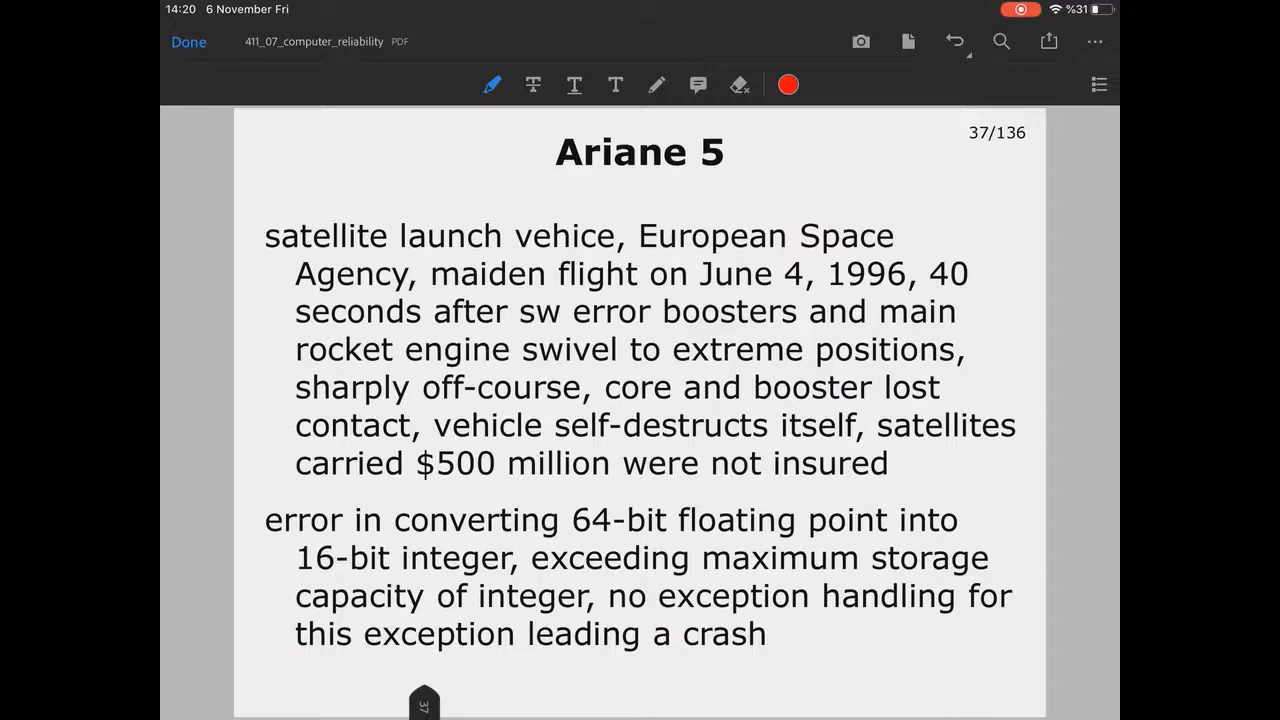 14:20 6 November Fri %31
Done 411_07_computer_reliability PDF
T T T
37/136
Ariane 5
satellite launch vehice, European Space
Agency, maiden flight on June 4, 1996, 40
seconds after sw error boosters and main
rocket engine swivel to extreme positions,
sharply off-course, core and booster lost
contact, vehicle self-destructs itself, satellites
carried $500 million were not insured
error in converting 64-bit floating point into
16-bit integer, exceeding maximum storage
capacity of integer, no exception handling for
this exception leading a crash
37